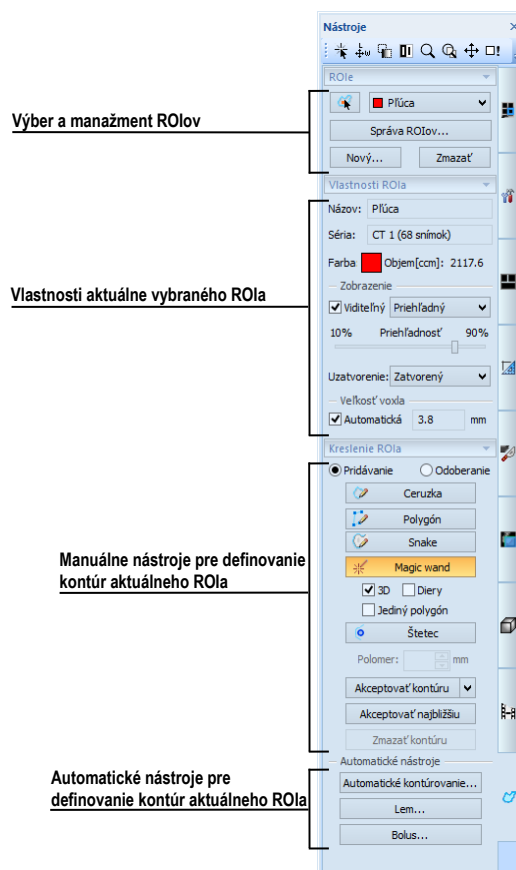 Nástroje
ROIe
Výber a manažment ROIov
Pľúca
Správa ROIov...
Nový...
Zmazať
Vlastnosti ROIa
Názov: Pľúca
Séria: CT 1 (68 snímok)
Farba Objem[ccm]: 2117.6
Vlastnosti aktuálne vybraného ROIa
Zobrazenie
Viditeľný Priehľadný
10% Priehľadnosť 90%
Uzatvorenie: Zatvorený
Veľkosť voxla
Automatická 3.8 mm
Kreslenie ROIa
Pridávanie Odoberanie
Ceruzka
Polygón
Snake
Manuálne nástroje pre definovanie
kontúr aktuálneho ROIa
Magic wand
3D Diery
Jediný polygón
Štetec
Polomer: mm
Akceptovať kontúru
Akceptovať najbližšiu
Zmazať kontúru
Automatické nástroje
Automatické nástroje pre
definovanie kontúr aktuálneho ROIa
Automatické kontúrovanie...
Lem...
Bolus...